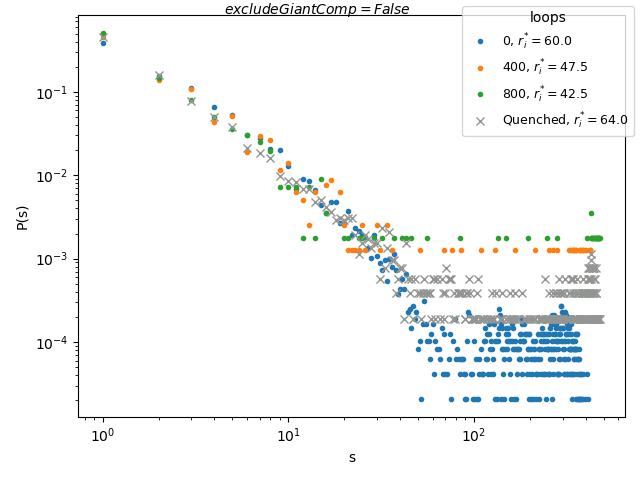 excludeGiantComp = False
loops
0, $r_i^* = 60.0$
400, $r_i^* = 47.5$
800, $r_i^* = 42.5$
Quenched, $r_i^* = 64.0$
P(s)
$10^{-1}$
$10^{-2}$
$10^{-3}$
$10^{-4}$
$10^0$ $10^1$ $10^2$
s